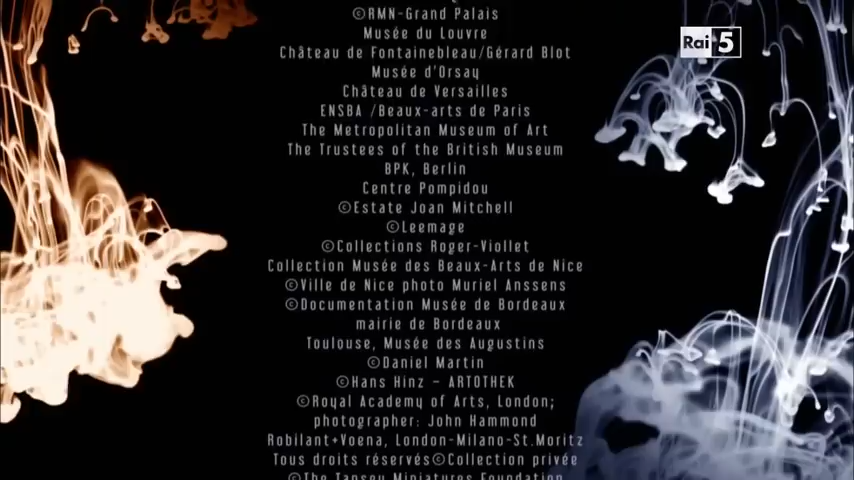 ©RMN-Grand Palais
Musée du Louvre
Château de Fontainebleau/Gérard Blot
Musée d'Orsay
Château de Versailles
ENSBA /Beaux-arts de Paris
The Metropolitan Museum of Art
The Trustees of the British Museum
BPK, Berlin
Centre Pompidou
©Estate Joan Mitchell
©Leemage
©Collections Roger-Viollet
Collection Musée des Beaux-Arts de Nice
©Ville de Nice photo Muriel Anssens
©Documentation Musée de Bordeaux
mairie de Bordeaux
Toulouse, Musée des Augustins
©Daniel Martin
©Hans Hinz – ARTOTHEK
©Royal Academy of Arts, London;
photographer: John Hammond
Robilant+Voena, London-Milano-St.Moritz
Tous droits réservés©Collection privée
©The Tansey Miniatures Foundation
Rai 5